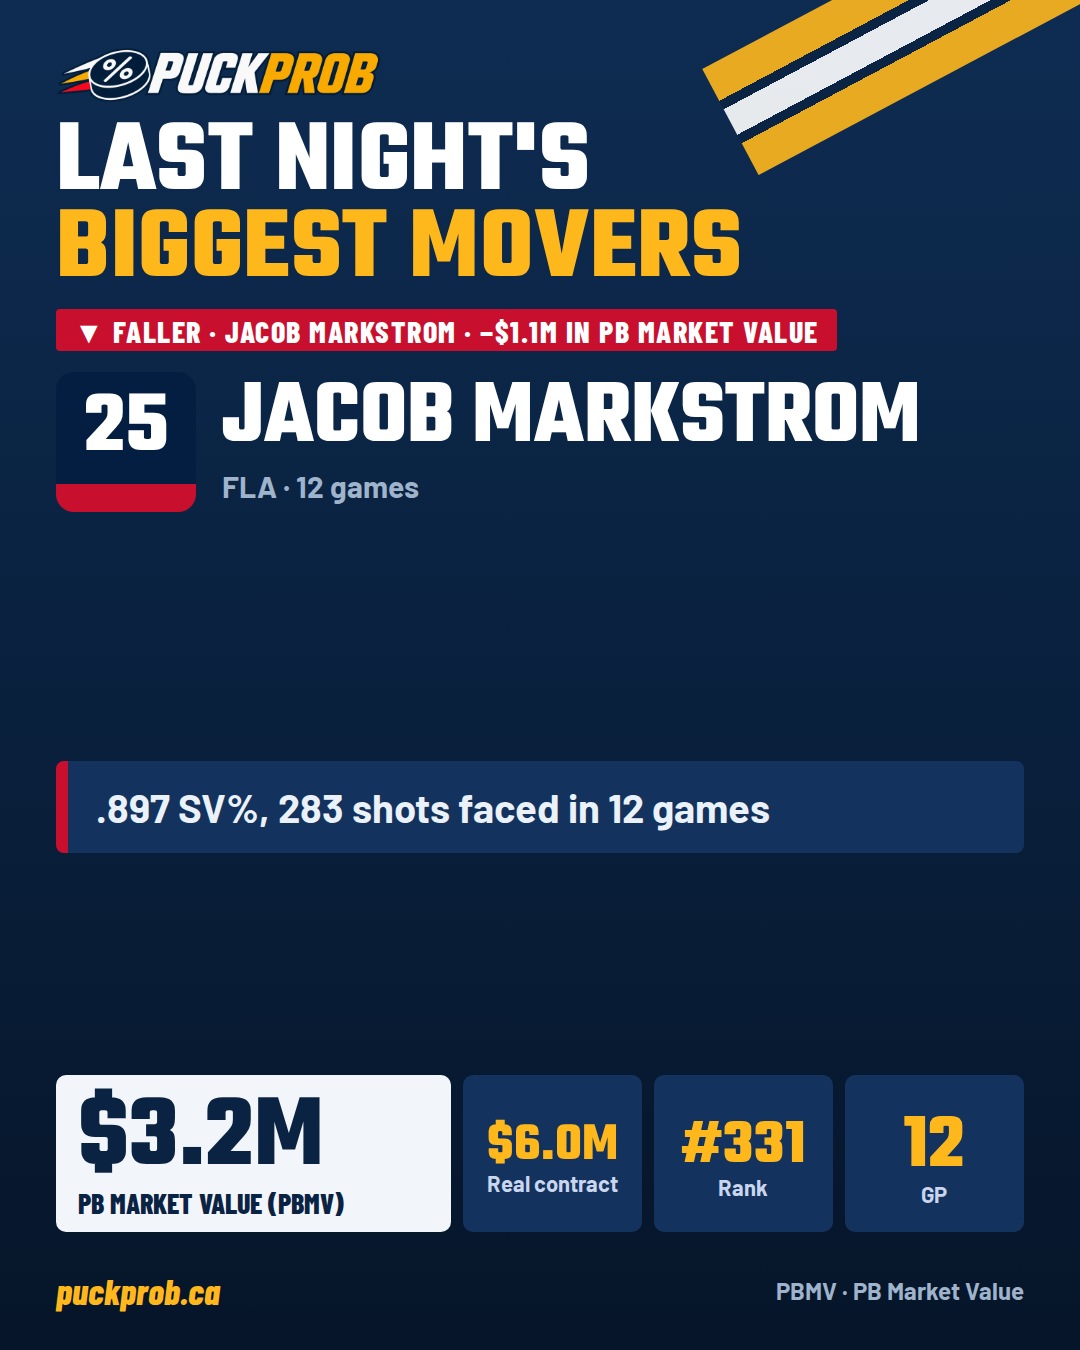 % PUCKPROB
LAST NIGHT'S
BIGGEST MOVERS
▼ FALLER · JACOB MARKSTROM · −$1.1M IN PB MARKET VALUE
25
JACOB MARKSTROM
FLA · 12 games
.897 SV%, 283 shots faced in 12 games
$3.2M
PB MARKET VALUE (PBMV)
$6.0M
Real contract
#331
Rank
12
GP
puckprob.ca
PBMV · PB Market Value